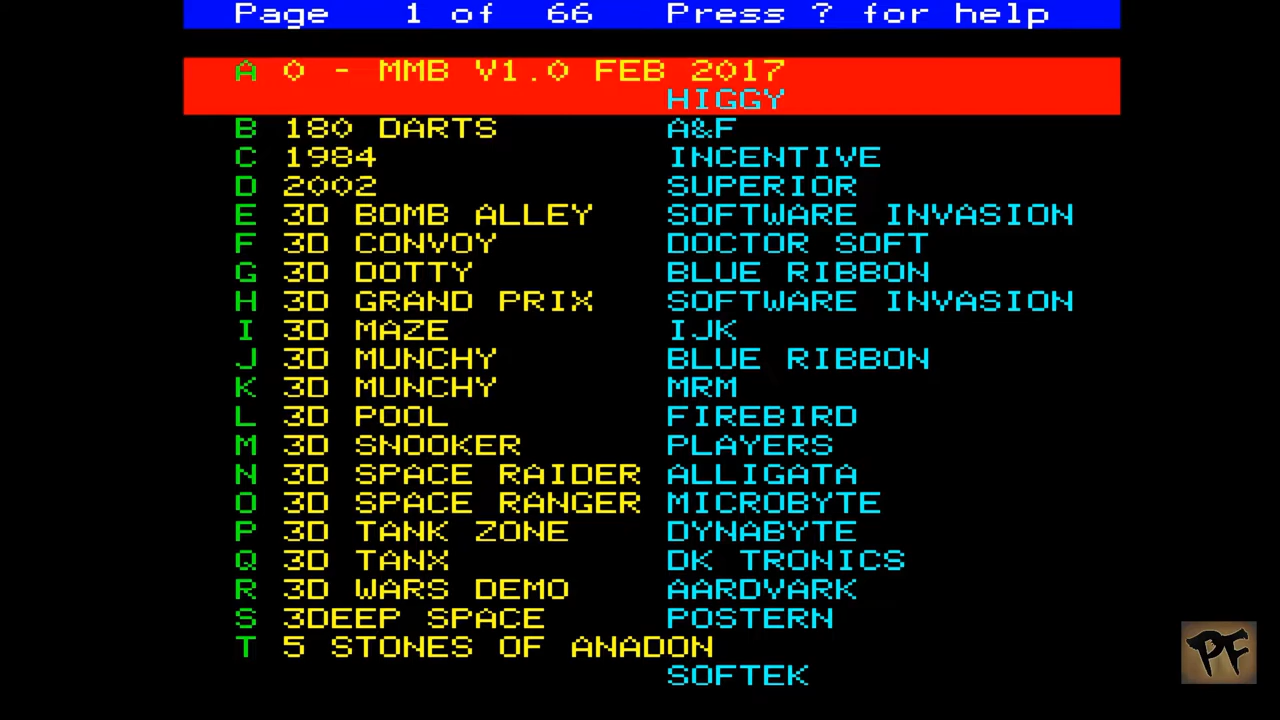 Page 1 of 66 Press ? for help
A 0 - MMB V1.0 FEB 2017
HIGGY
B 180 DARTS A&F
C 1984 INCENTIVE
D 2002 SUPERIOR
E 3D BOMB ALLEY SOFTWARE INVASION
F 3D CONVOY DOCTOR SOFT
G 3D DOTTY BLUE RIBBON
H 3D GRAND PRIX SOFTWARE INVASION
I 3D MAZE IJK
J 3D MUNCHY BLUE RIBBON
K 3D MUNCHY MRM
L 3D POOL FIREBIRD
M 3D SNOOKER PLAYERS
N 3D SPACE RAIDER ALLIGATA
O 3D SPACE RANGER MICROBYTE
P 3D TANK ZONE DYNABYTE
Q 3D TANX DK TRONICS
R 3D WARS DEMO AARDVARK
S 3DEEP SPACE POSTERN
T 5 STONES OF ANADON
SOFTEK
PF